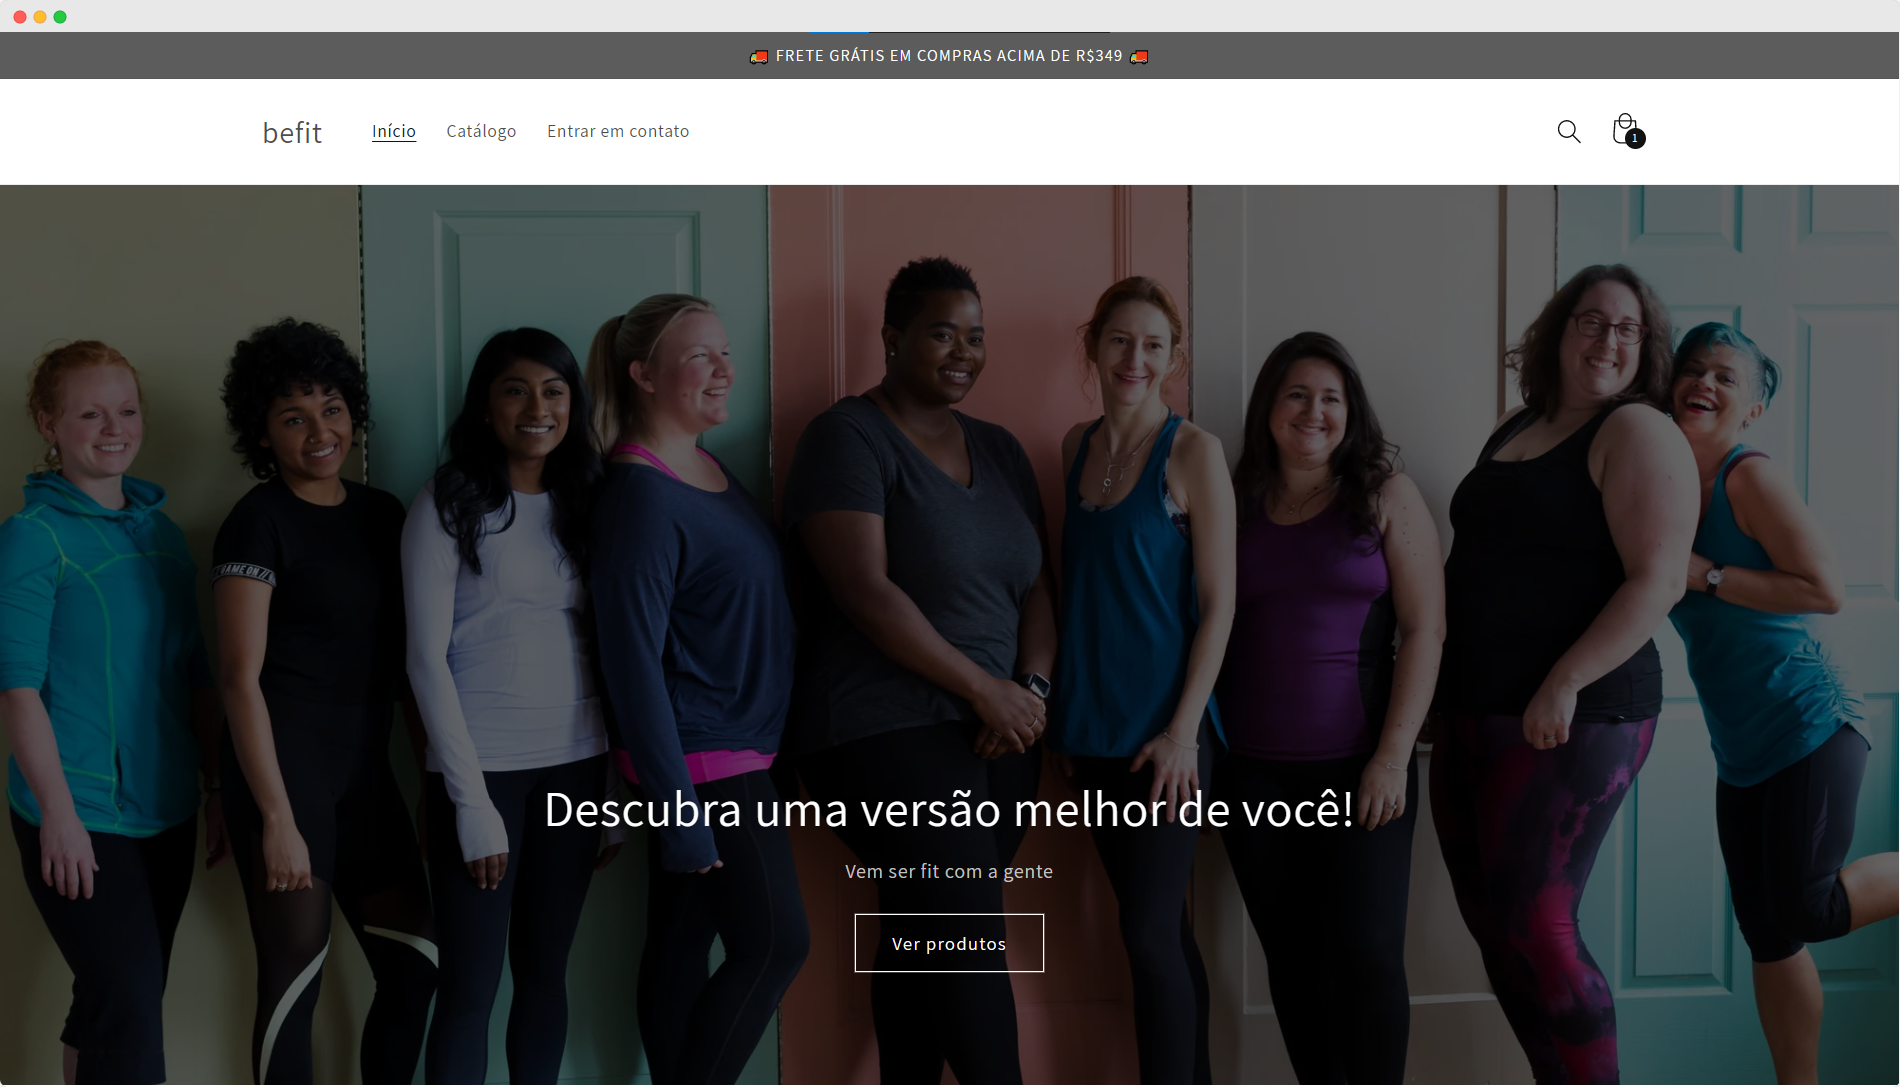 🚚 FRETE GRÁTIS EM COMPRAS ACIMA DE R$349 🚚
befit
Início
Catálogo
Entrar em contato
1
GAME ON //
Descubra uma versão melhor de você!
Vem ser fit com a gente
Ver produtos